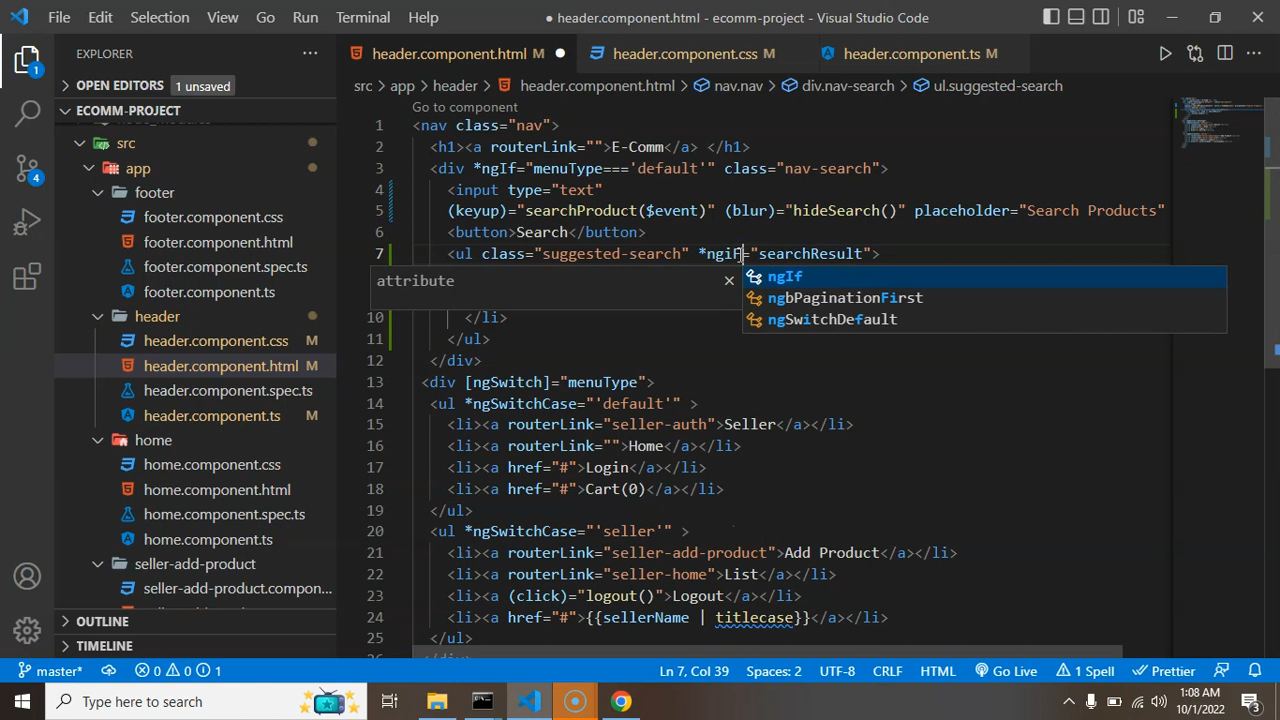 File Edit Selection View Go Run Terminal Help
● header.component.html - ecomm-project - Visual Studio Code
EXPLORER
header.component.html M
header.component.css M
header.component.ts M
OPEN EDITORS 1 unsaved
src > app > header > header.component.html > nav.nav > div.nav-search > ul.suggested-search
ECOMM-PROJECT
Go to component
src
app
footer
footer.component.css
footer.component.html
footer.component.spec.ts
footer.component.ts
header
header.component.css M
header.component.html M
header.component.spec.ts
header.component.ts M
home
home.component.css
home.component.html
home.component.spec.ts
home.component.ts
seller-add-product
seller-add-product.compon...
OUTLINE
TIMELINE
1 <nav class="nav">
2 <h1><a routerLink="">E-Comm</a> </h1>
3 <div *ngIf="menuType==='default'" class="nav-search">
4 <input type="text"
5 (keyup)="searchProduct($event)" (blur)="hideSearch()" placeholder="Search Products"
6 <button>Search</button>
7 <ul class="suggested-search" *ngif="searchResult">
attribute
ngIf
ngbPaginationFirst
ngSwitchDefault
10 </li>
11 </ul>
12 </div>
13 <div [ngSwitch]="menuType">
14 <ul *ngSwitchCase="'default'" >
15 <li><a routerLink="seller-auth">Seller</a></li>
16 <li><a routerLink="">Home</a></li>
17 <li><a href="#">Login</a></li>
18 <li><a href="#">Cart(0)</a></li>
19 </ul>
20 <ul *ngSwitchCase="'seller'" >
21 <li><a routerLink="seller-add-product">Add Product</a></li>
22 <li><a routerLink="seller-home">List</a></li>
23 <li><a (click)="logout()">Logout</a></li>
24 <li><a href="#">{{sellerName | titlecase}}</a></li>
25 </ul>
1
4
master* 0 0 1
Ln 7, Col 39 Spaces: 2 UTF-8 CRLF HTML Go Live 1 Spell Prettier
Type here to search
1:08 AM
10/1/2022
3